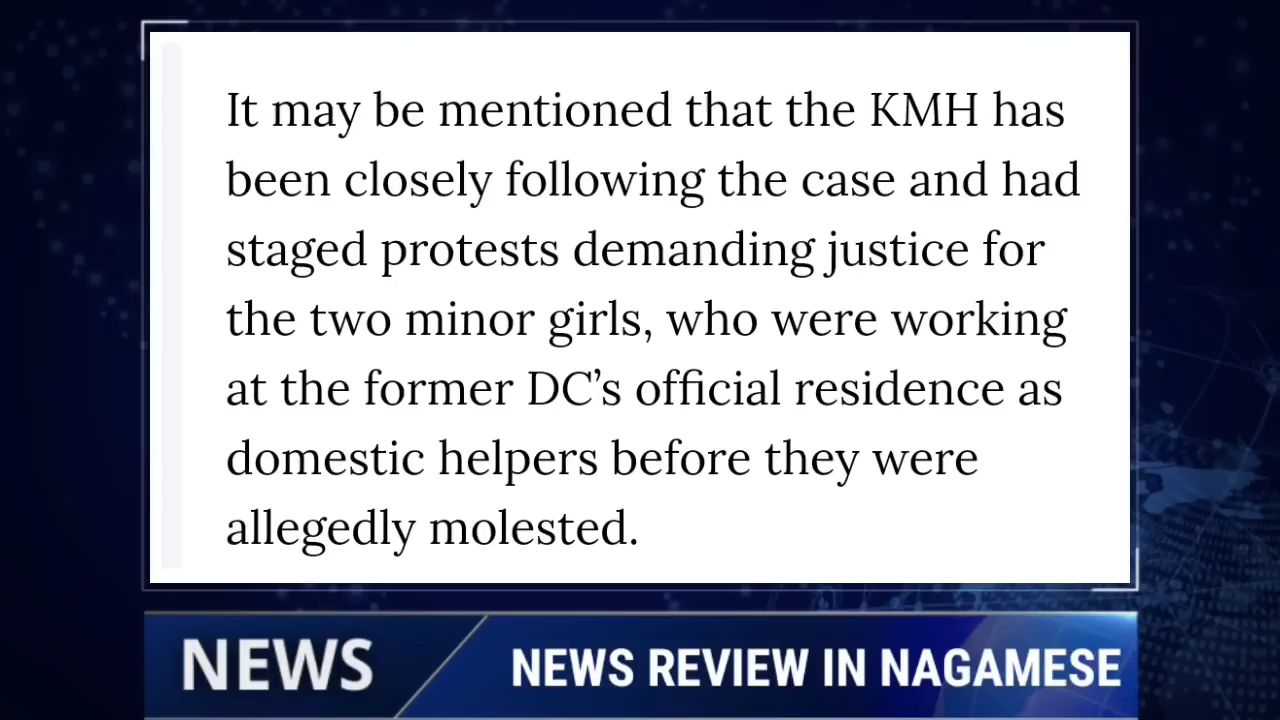 It may be mentioned that the KMH has
been closely following the case and had
staged protests demanding justice for
the two minor girls, who were working
at the former DC’s official residence as
domestic helpers before they were
allegedly molested.
NEWS
NEWS REVIEW IN NAGAMESE